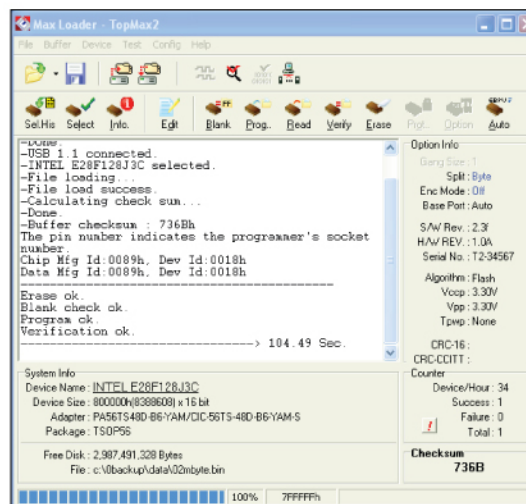 Max Loader - TopMax2
File Buffer Device Test Config Help
Sel.His Select Info. Edit Blank Prog.. Read Verify Erase Option Auto
-Done.
-USB 1.1 connected.
-INTEL E28F128J3C selected.
-File loading...
-File load success.
-Calculating check sum...
-Done.
-Buffer checksum : 736Bh
The pin number indicates the programmer's socket
number.
Chip Mfg Id:0089h, Dev Id:0018h
Data Mfg Id:0089h, Dev Id:0018h
Erase ok.
Blank check ok.
Program ok.
Verification ok.
----------------------------------> 104.49 Sec.
Option Info
Gang Size : 1
Split : Byte
Enc Mode : Off
Base Port : Auto
S/W Rev. : 2.3f
H/W REV. : 1.0A
Serial No. : T2-34567
Algorithm : Flash
Vccp : 3.30V
Vpp : 3.30V
Tpwp : None
CRC-16 :
CRC-CCITT :
System Info
Device Name : INTEL E28F128J3C
Device Size : 800000h(8388608) x 16 bit
Adapter : PA56TS48D-B6-YAM/CIC-56TS-48D-B6-YAM-S
Package : TSOP56
Free Disk : 2,987,491,328 Bytes
File : c:\0backup\data\02mbyte.bin
Counter
Device/Hour : 34
Success : 1
Failure : 0
Total : 1
Checksum
736B
100% 7FFFFFh